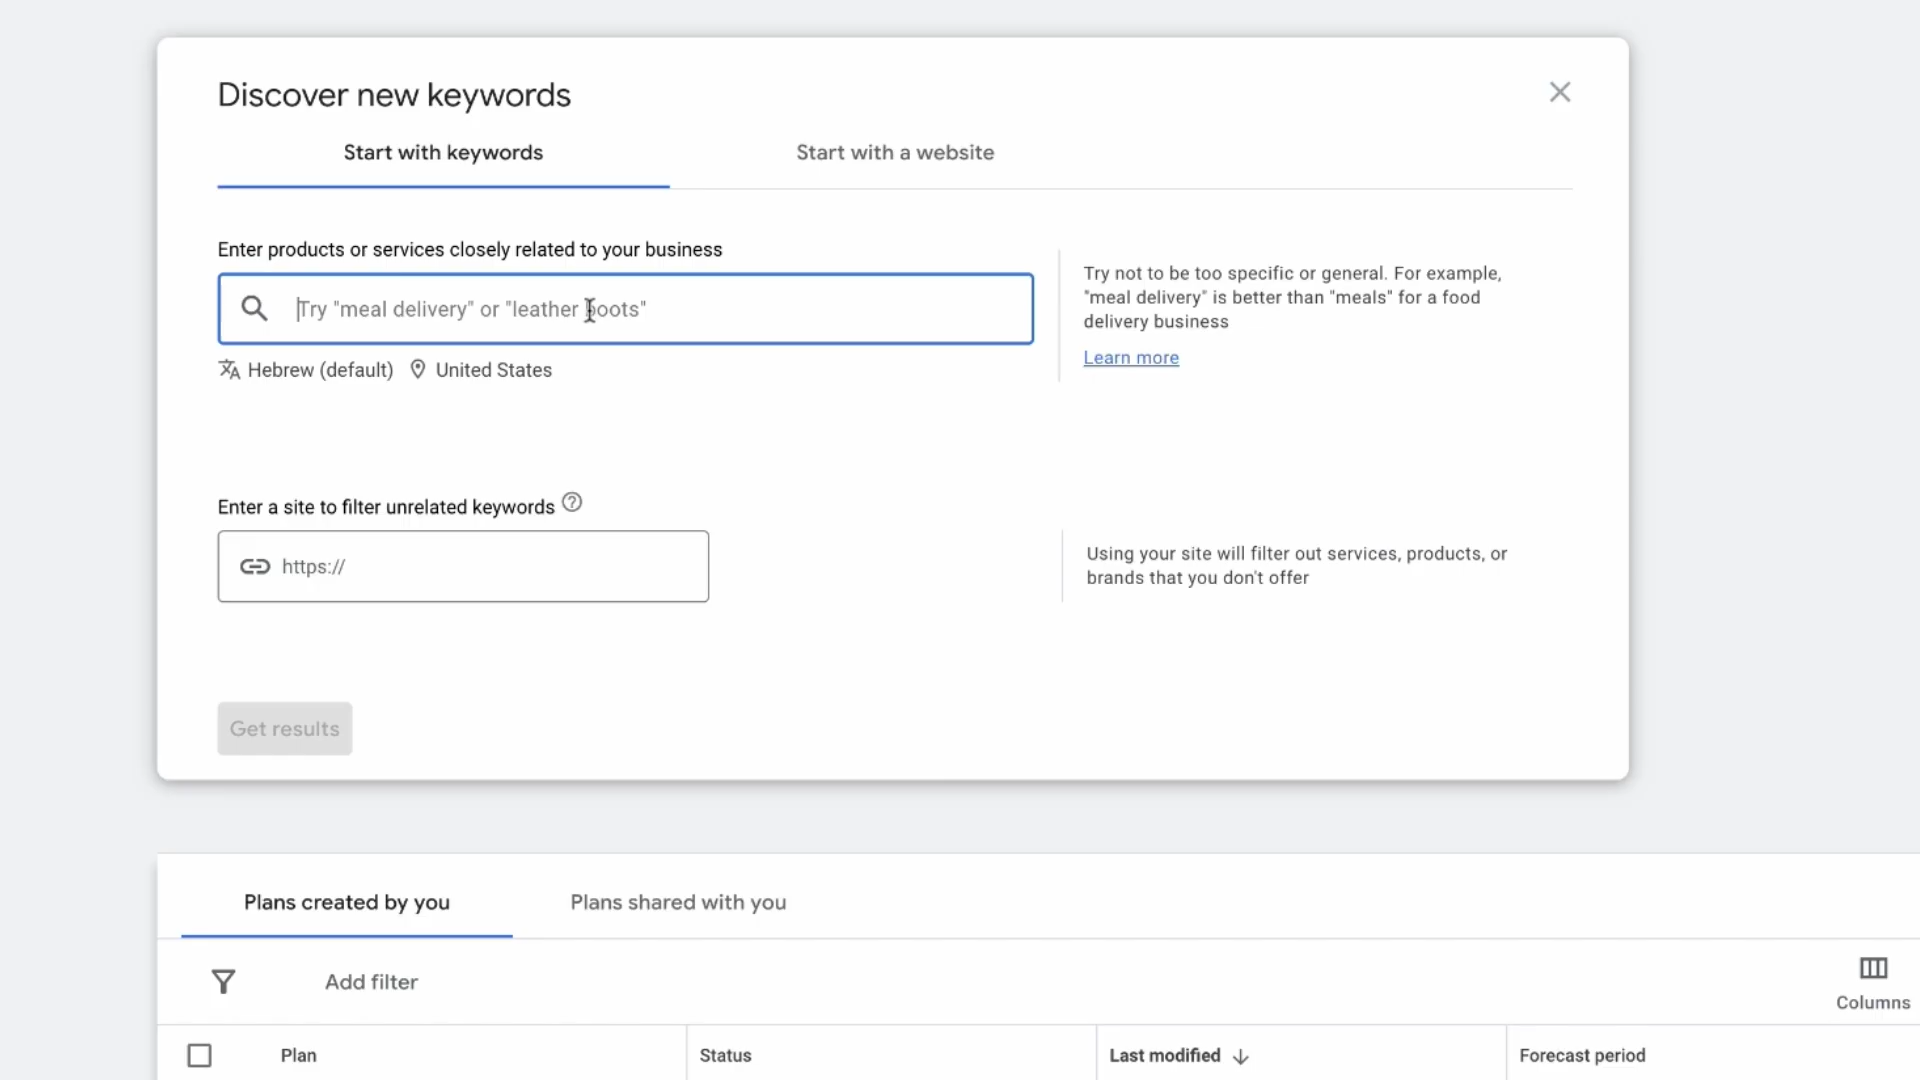 Discover new keywords
Start with keywords
Start with a website
Enter products or services closely related to your business
Try "meal delivery" or "leather boots"
Hebrew (default)
United States
Try not to be too specific or general. For example,
"meal delivery" is better than "meals" for a food
delivery business
Learn more
Enter a site to filter unrelated keywords
https://
Using your site will filter out services, products, or
brands that you don't offer
Get results
Plans created by you
Plans shared with you
Add filter
Columns
Plan
Status
Last modified
Forecast period